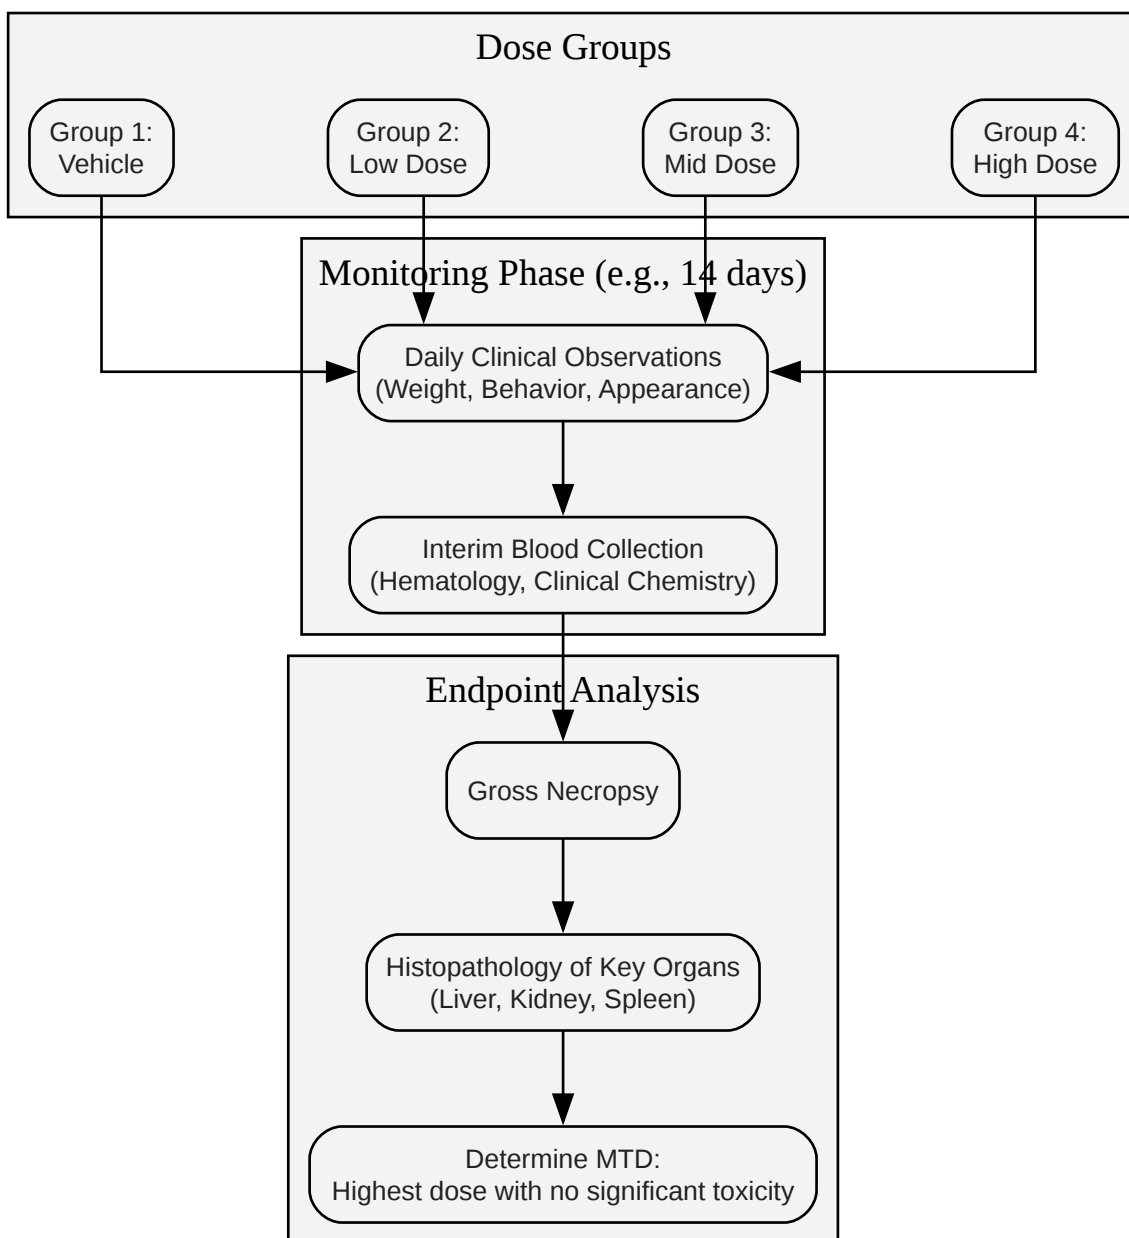 Dose Groups
Group 1:
Vehicle
Group 2:
Low Dose
Group 3:
Mid Dose
Group 4:
High Dose
Monitoring Phase (e.g., 14 days)
Daily Clinical Observations
(Weight, Behavior, Appearance)
Interim Blood Collection
(Hematology, Clinical Chemistry)
Endpoint Analysis
Gross Necropsy
Histopathology of Key Organs
(Liver, Kidney, Spleen)
Determine MTD:
Highest dose with no significant toxicity